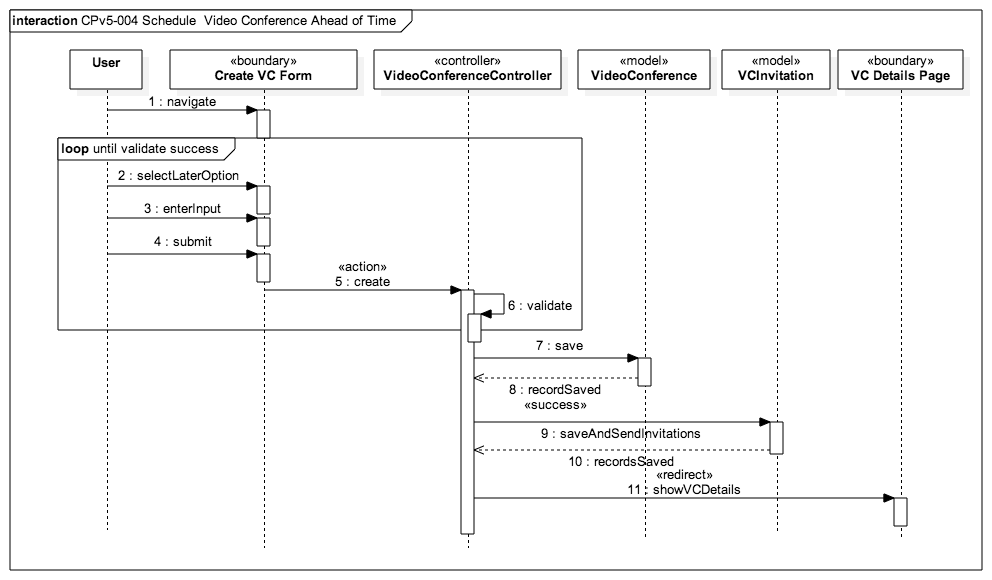 interaction CPv5-004 Schedule  Video Conference Ahead of Time
User
«boundary»
Create VC Form
«controller»
VideoConferenceController
«model»
VideoConference
«model»
VCInvitation
«boundary»
VC Details Page
1 : navigate
loop until validate success
2 : selectLaterOption
3 : enterInput
4 : submit
«action»
5 : create
6 : validate
7 : save
8 : recordSaved
«success»
9 : saveAndSendInvitations
10 : recordsSaved
«redirect»
11 : showVCDetails